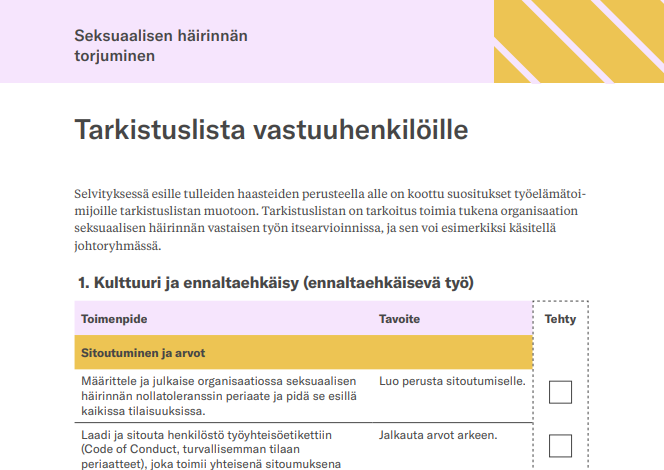 Seksuaalisen häirinnän
torjuminen
Tarkistuslista vastuuhenkilöille
Selvityksessä esille tulleiden haasteiden perusteella alle on koottu suositukset työelämätoi-
mijoille tarkistuslistan muotoon. Tarkistuslistan on tarkoitus toimia tukena organisaation
seksuaalisen häirinnän vastaisen työn itsearvioinnissa, ja sen voi esimerkiksi käsitellä
johtoryhmässä.
1. Kulttuuri ja ennaltaehkäisy (ennaltaehkäisevä työ)
Toimenpide Tavoite Tehty
Sitoutuminen ja arvot
Määrittele ja julkaise organisaatiossa seksuaalisen Luo perusta sitoutumiselle.
häirinnän nollatoleranssin periaate ja pidä se esillä
kaikissa tilaisuuksissa.
Laadi ja sitouta henkilöstö työyhteisöetikettiin Jalkauta arvot arkeen.
(Code of Conduct, turvallisemman tilaan
periaatteet), joka toimii yhteisenä sitoumuksena